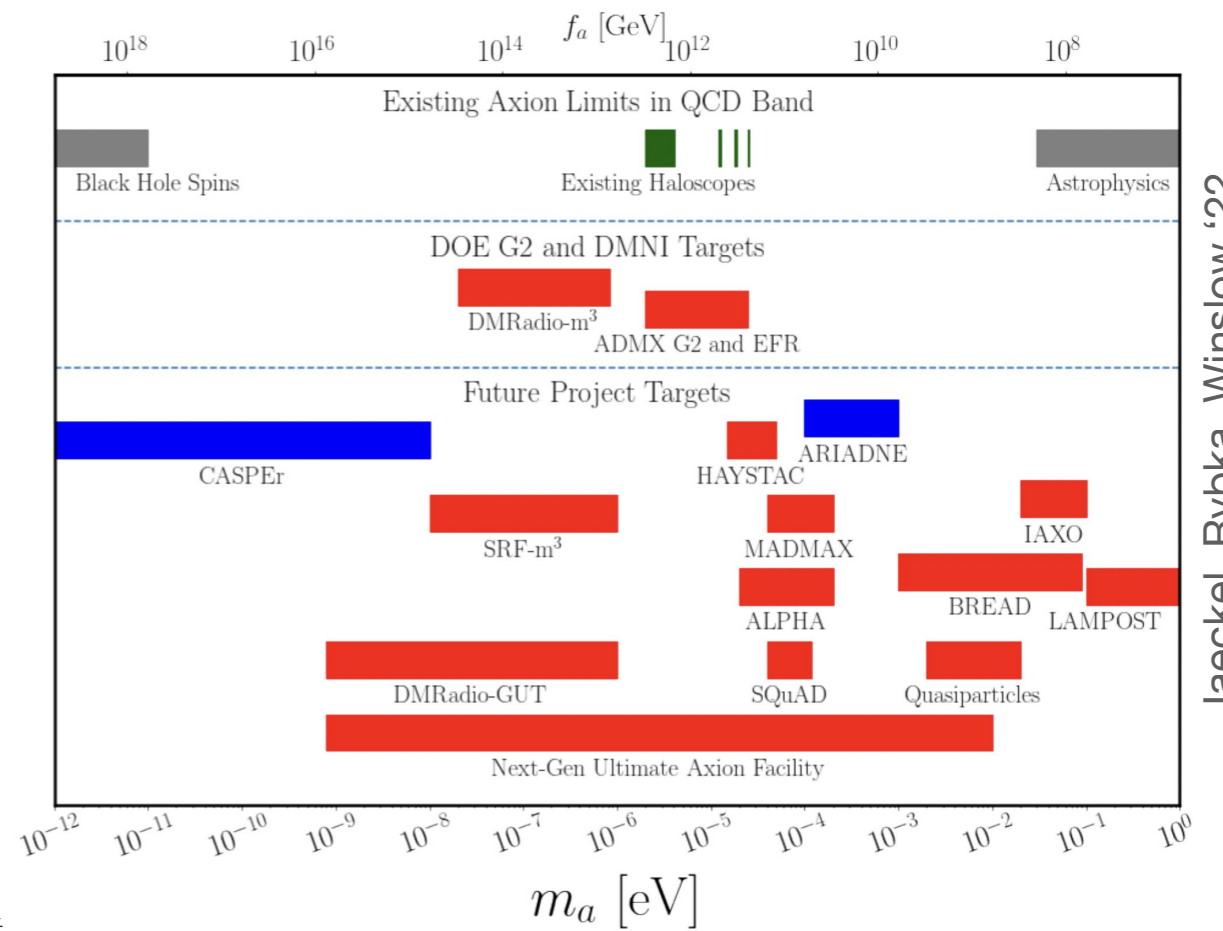 f_a [GeV]
10^18 10^16 10^14 10^12 10^10 10^8
Existing Axion Limits in QCD Band
Black Hole Spins
Existing Haloscopes
Astrophysics
DOE G2 and DMNI Targets
DMRadio-m^3
ADMX G2 and EFR
Future Project Targets
ARIADNE
CASPEr
HAYSTAC
IAXO
SRF-m^3
MADMAX
BREAD
ALPHA
LAMPOST
DMRadio-GUT
SQuAD
Quasiparticles
Next-Gen Ultimate Axion Facility
10^−12 10^−11 10^−10 10^−9 10^−8 10^−7 10^−6 10^−5 10^−4 10^−3 10^−2 10^−1 10^0
m_a [eV]
Jaeckel, Rybka, Winslow ‘22